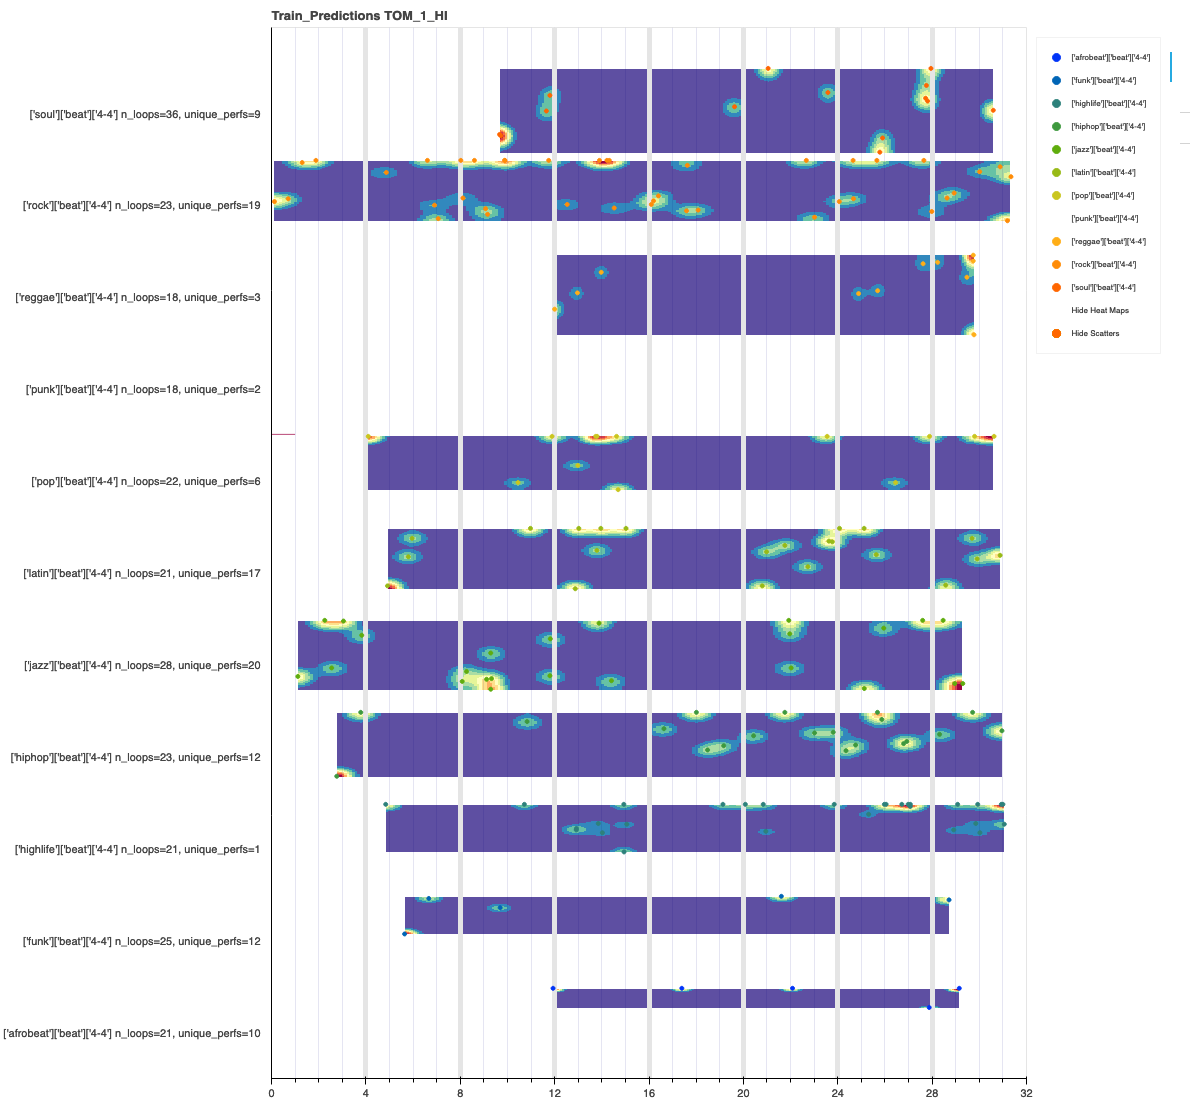 Train_Predictions TOM_1_HI
['soul']['beat']['4-4'] n_loops=36, unique_perfs=9
['rock']['beat']['4-4'] n_loops=23, unique_perfs=19
['reggae']['beat']['4-4'] n_loops=18, unique_perfs=3
['punk']['beat']['4-4'] n_loops=18, unique_perfs=2
['pop']['beat']['4-4'] n_loops=22, unique_perfs=6
['latin']['beat']['4-4'] n_loops=21, unique_perfs=17
['jazz']['beat']['4-4'] n_loops=28, unique_perfs=20
['hiphop']['beat']['4-4'] n_loops=23, unique_perfs=12
['highlife']['beat']['4-4'] n_loops=21, unique_perfs=1
['funk']['beat']['4-4'] n_loops=25, unique_perfs=12
['afrobeat']['beat']['4-4'] n_loops=21, unique_perfs=10
0 4 8 12 16 20 24 28 32
['afrobeat']['beat']['4-4']
['funk']['beat']['4-4']
['highlife']['beat']['4-4']
['hiphop']['beat']['4-4']
['jazz']['beat']['4-4']
['latin']['beat']['4-4']
['pop']['beat']['4-4']
['punk']['beat']['4-4']
['reggae']['beat']['4-4']
['rock']['beat']['4-4']
['soul']['beat']['4-4']
Hide Heat Maps
Hide Scatters